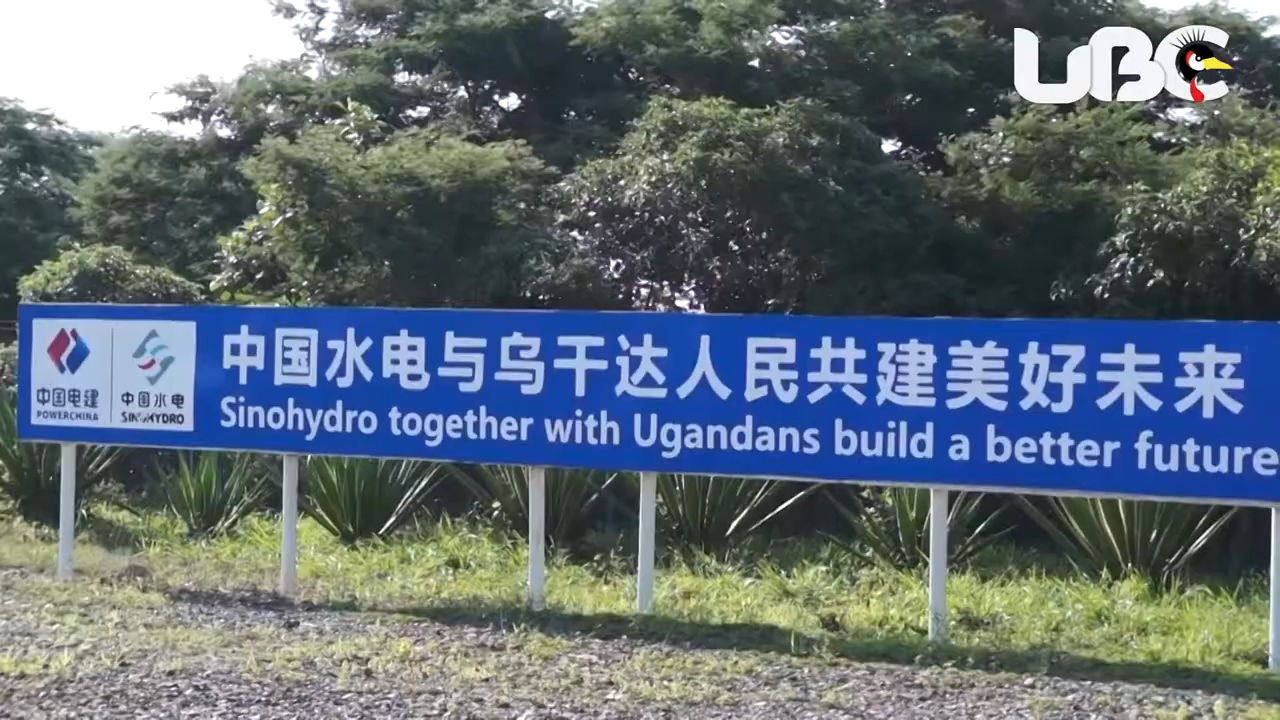 UBC
中国电建
POWERCHINA
中国水电
SINOHYDRO
中国水电与乌干达人民共建美好未来
Sinohydro together with Ugandans build a better future